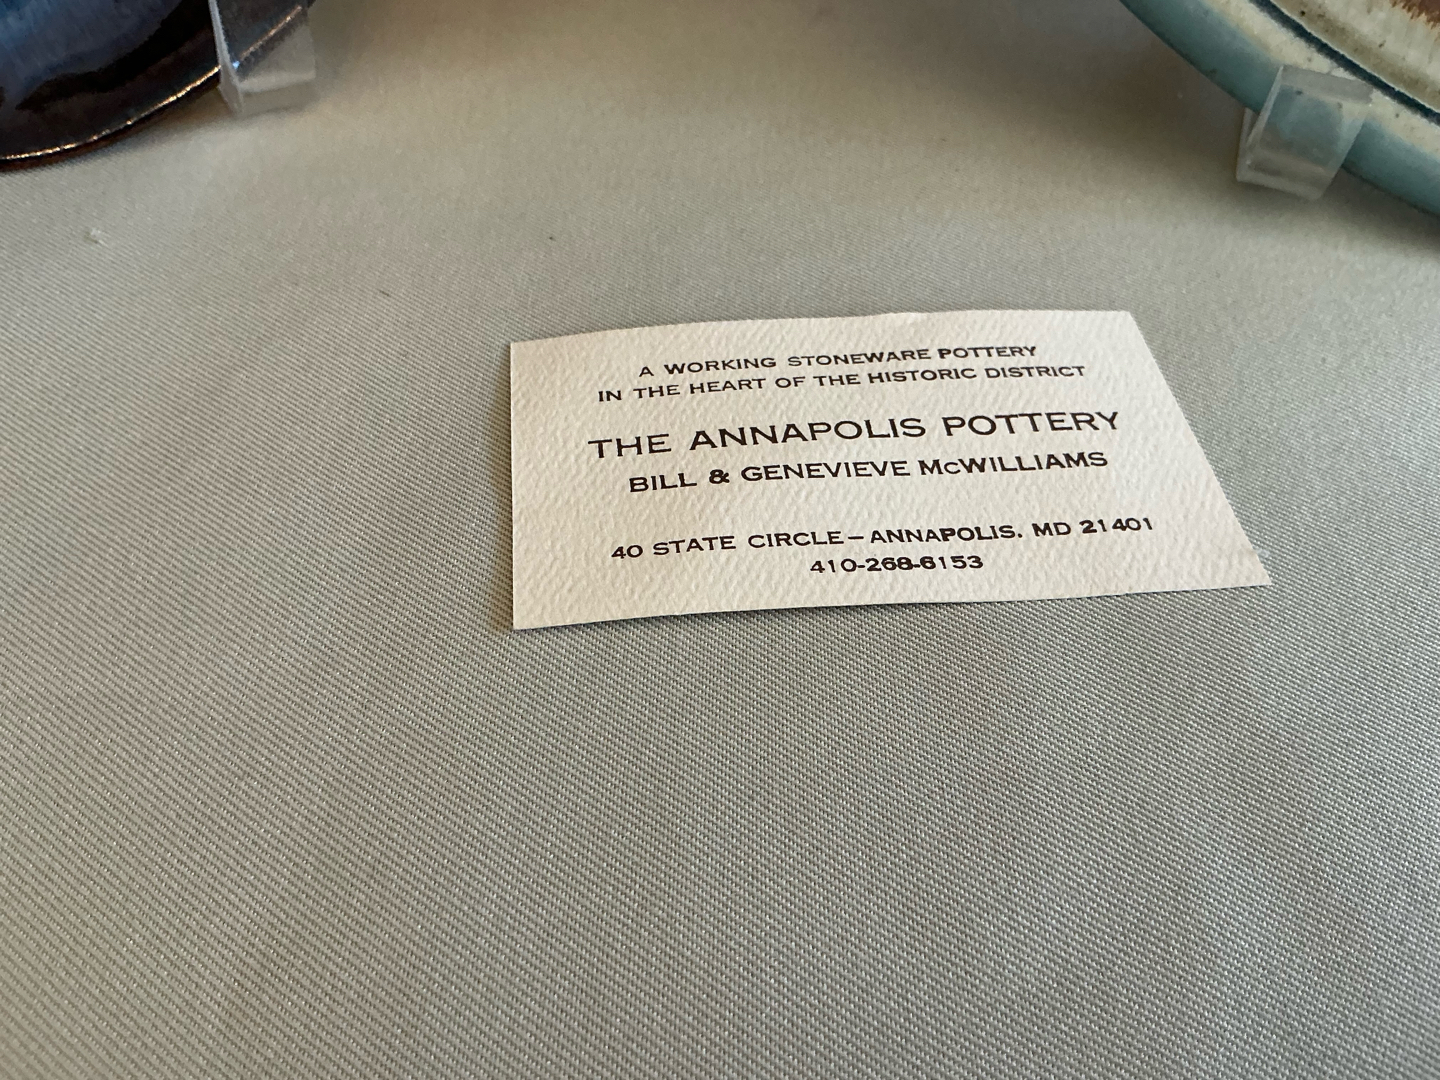 A WORKING STONEWARE POTTERY
IN THE HEART OF THE HISTORIC DISTRICT
THE ANNAPOLIS POTTERY
BILL & GENEVIEVE McWILLIAMS
40 STATE CIRCLE – ANNAPOLIS, MD 21401
410-268-6153